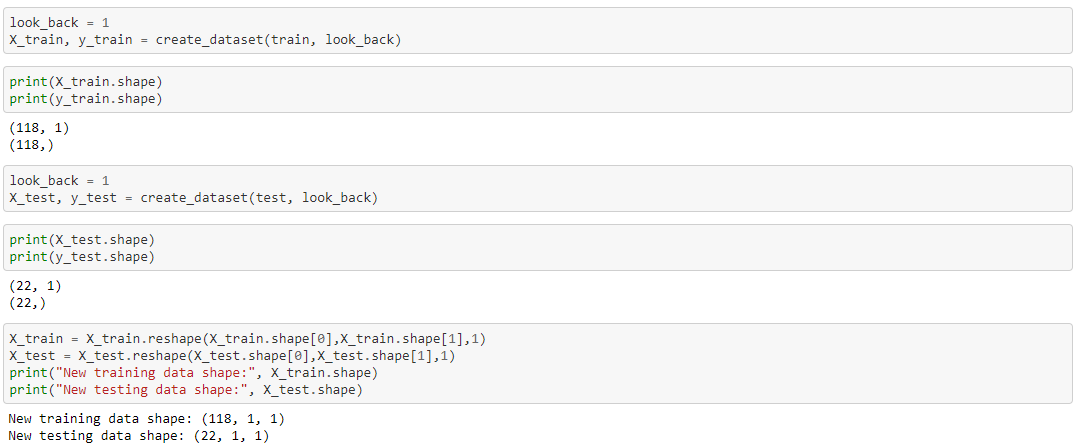 look_back = 1
X_train, y_train = create_dataset(train, look_back)
print(X_train.shape)
print(y_train.shape)
(118, 1)
(118,)
look_back = 1
X_test, y_test = create_dataset(test, look_back)
print(X_test.shape)
print(y_test.shape)
(22, 1)
(22,)
X_train = X_train.reshape(X_train.shape[0],X_train.shape[1],1)
X_test = X_test.reshape(X_test.shape[0],X_test.shape[1],1)
print("New training data shape:", X_train.shape)
print("New testing data shape:", X_test.shape)
New training data shape: (118, 1, 1)
New testing data shape: (22, 1, 1)